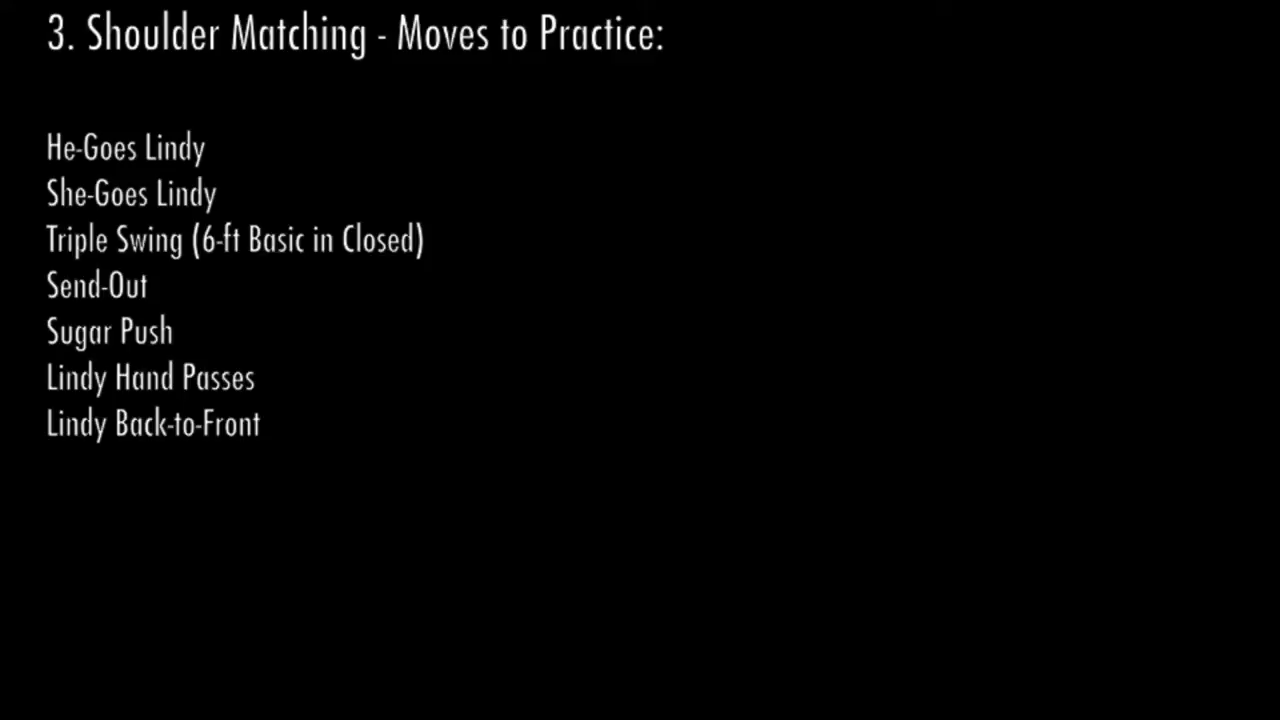 3. Shoulder Matching - Moves to Practice:
He-Goes Lindy
She-Goes Lindy
Triple Swing (6-ft Basic in Closed)
Send-Out
Sugar Push
Lindy Hand Passes
Lindy Back-to-Front